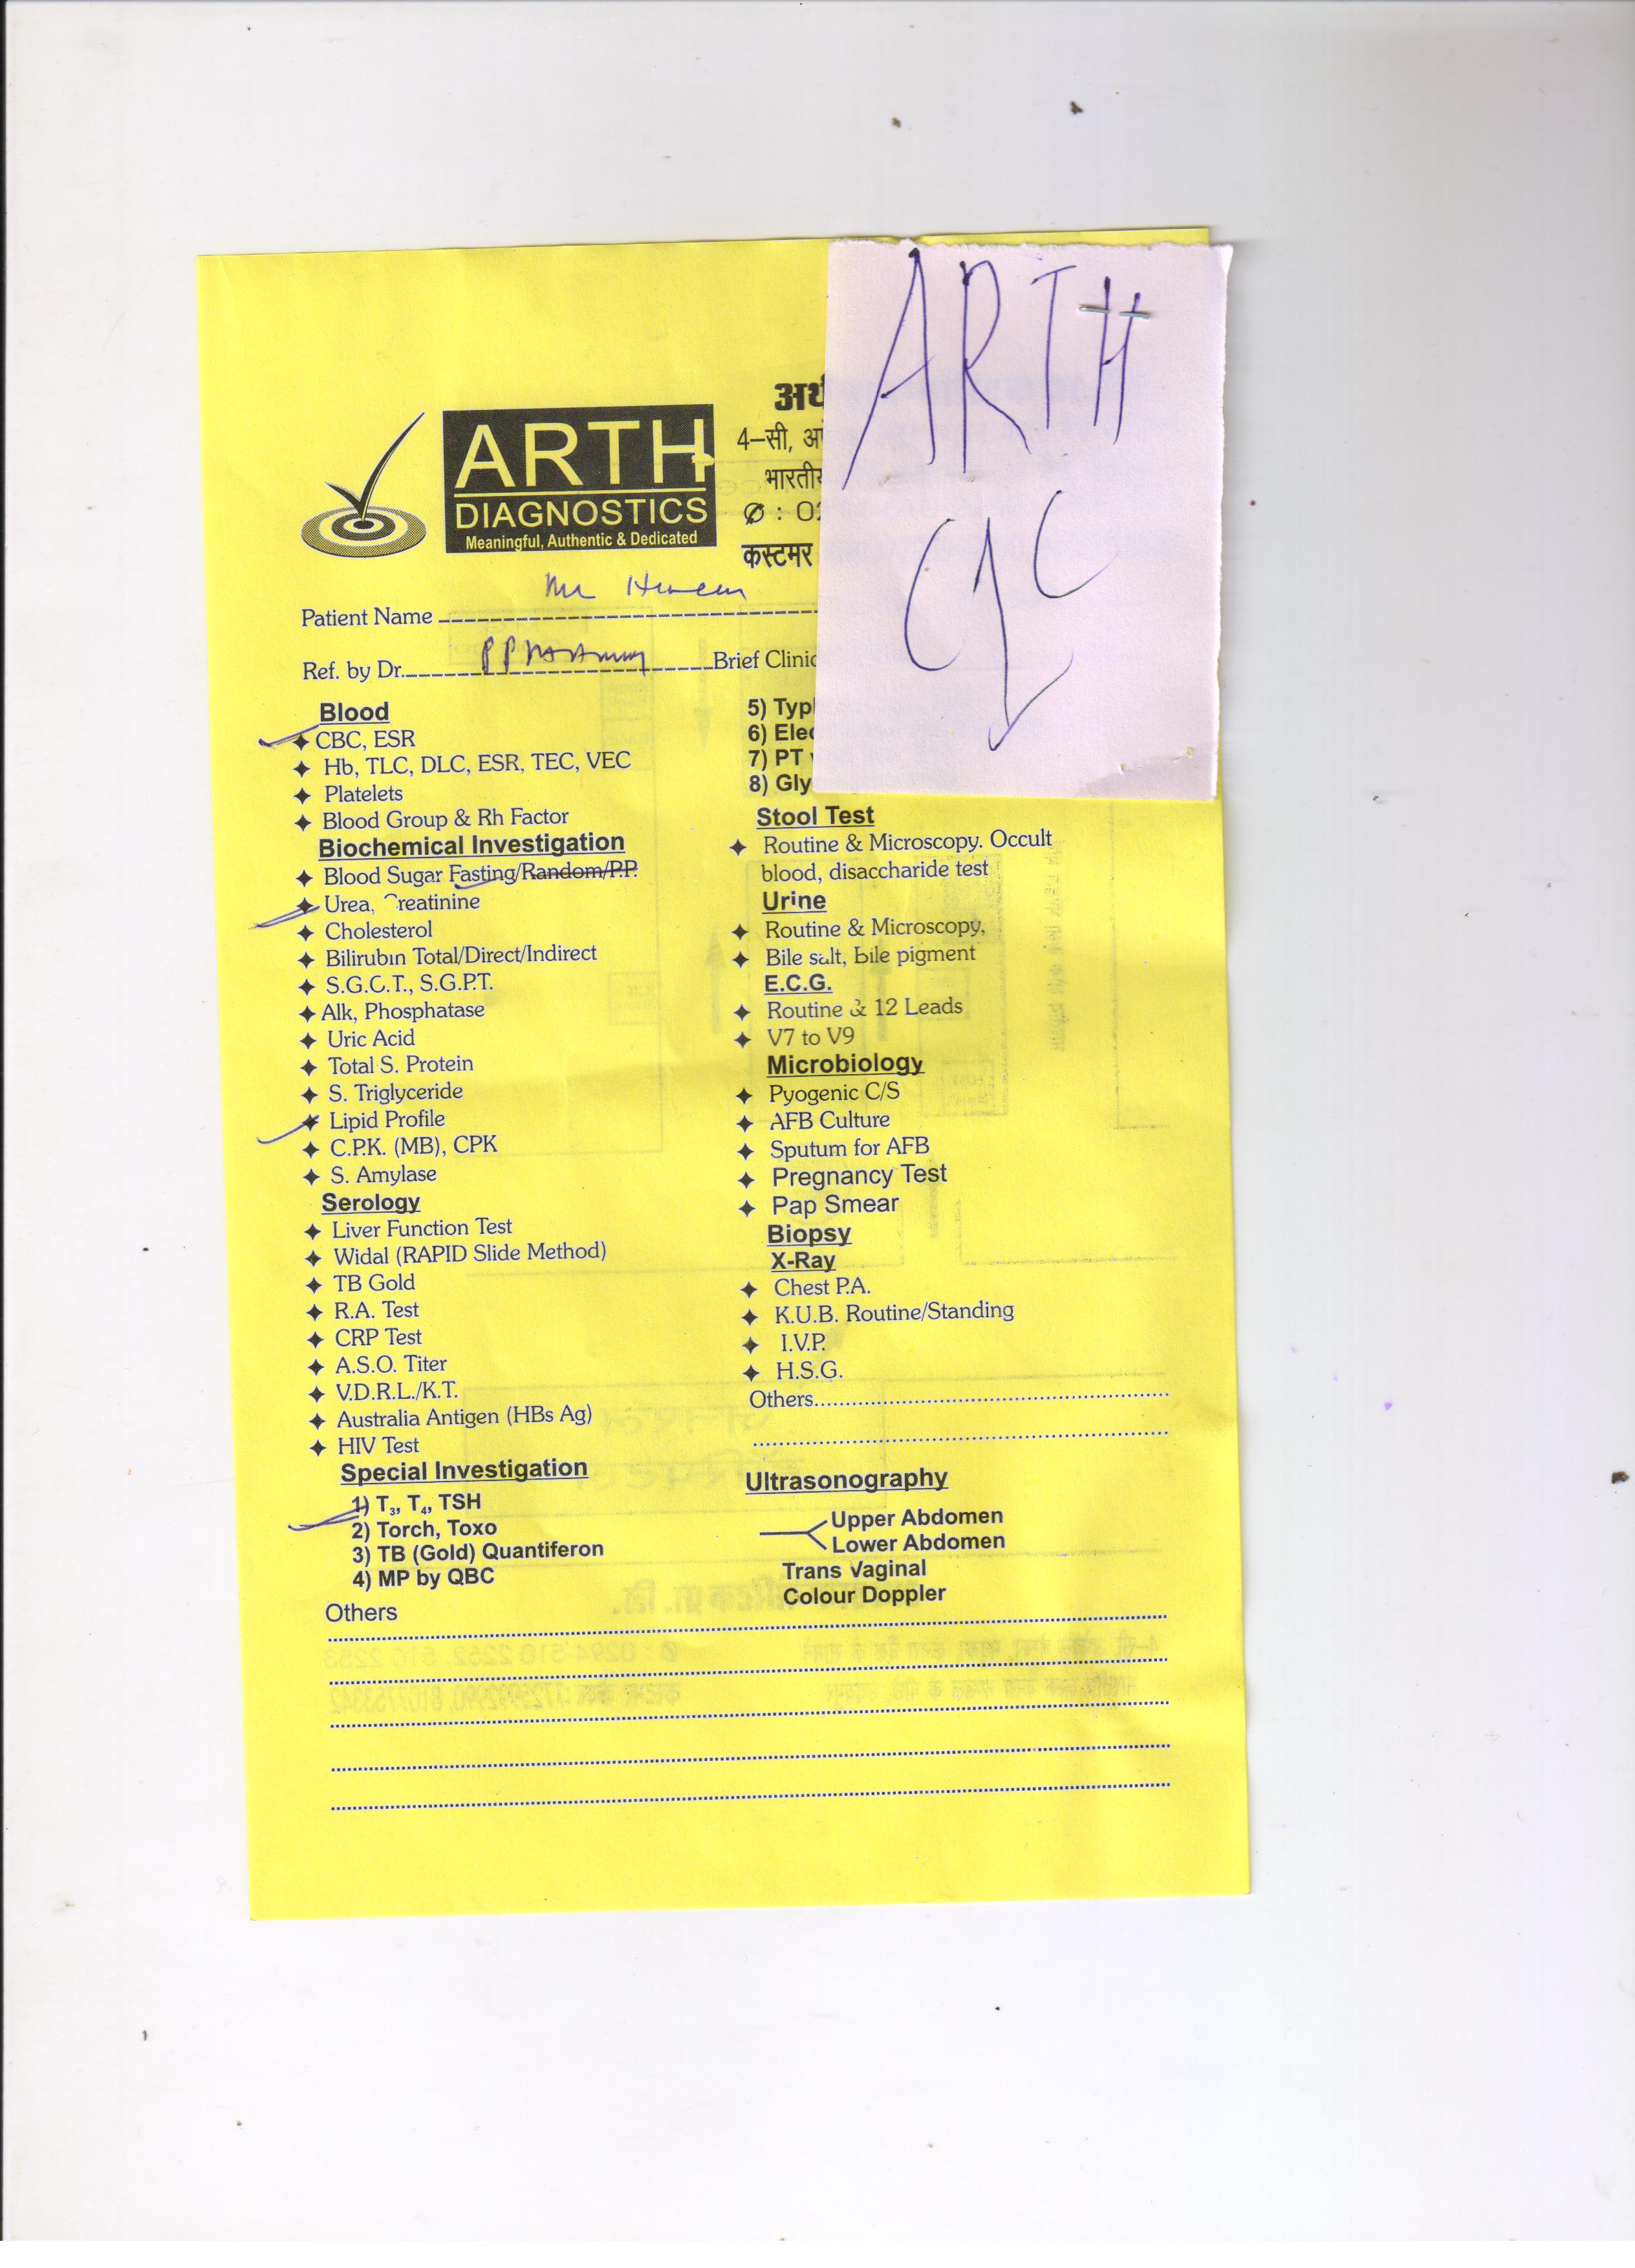 ARTH
C/C
ARTH
DIAGNOSTICS
Meaningful, Authentic & Dedicated
4–सी,
कस्टमर
Patient Name
Ref. by Dr. Brief Clinic
Blood
CBC, ESR
Hb, TLC, DLC, ESR, TEC, VEC
Platelets
Blood Group & Rh Factor
Biochemical Investigation
Blood Sugar Fasting/Random/P.P.
Urea, Creatinine
Cholesterol
Bilirubin Total/Direct/Indirect
S.G.C.T., S.G.P.T.
Alk, Phosphatase
Uric Acid
Total S. Protein
S. Triglyceride
Lipid Profile
C.P.K. (MB), CPK
S. Amylase
Serology
Liver Function Test
Widal (RAPID Slide Method)
TB Gold
R.A. Test
CRP Test
A.S.O. Titer
V.D.R.L./K.T.
Australia Antigen (HBs Ag)
HIV Test
Special Investigation
1) T₃, T₄, TSH
2) Torch, Toxo
3) TB (Gold) Quantiferon
4) MP by QBC
Others
5) Typ
6) Elec
7) PT
8) Gly
Stool Test
Routine & Microscopy. Occult
blood, disaccharide test
Urine
Routine & Microscopy,
Bile salt, bile pigment
E.C.G.
Routine & 12 Leads
V7 to V9
Microbiology
Pyogenic C/S
AFB Culture
Sputum for AFB
Pregnancy Test
Pap Smear
Biopsy
X-Ray
Chest P.A.
K.U.B. Routine/Standing
I.V.P.
H.S.G.
Others
Ultrasonography
Upper Abdomen
Lower Abdomen
Trans Vaginal
Colour Doppler